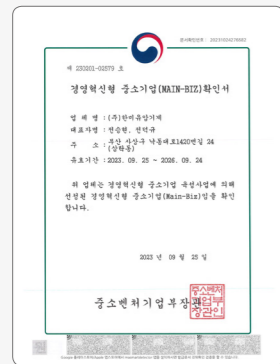 제 230201-02579 호
경영혁신형 중소기업(MAIN-BIZ)확인서
업 체 명 : (주)한미유압기계
대표자명 : 전승현, 전덕규
주 소 : 부산 사상구 낙동대로1420번길 24
(삼락동)
유효기간 : 2023. 09. 25 ~ 2026. 09. 24
위 업체는 경영혁신형 중소기업 육성사업에 의해
선정된 경영혁신형 중소기업(Main-Biz)임을 확인
합니다.
2023 년 09 월 25 일
중소벤처기업부장관